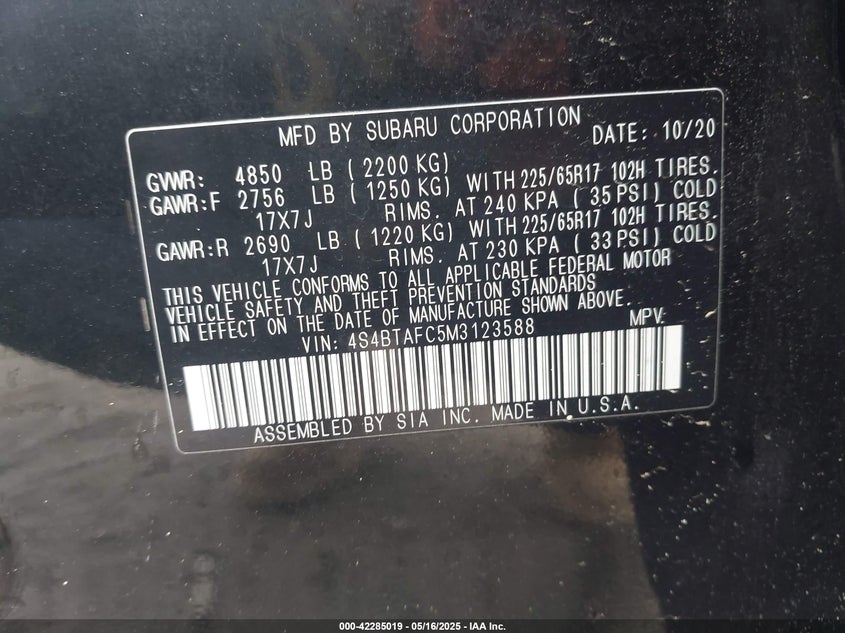 MFD BY SUBARU CORPORATION DATE: 10/20
GVWR: 4850 LB ( 2200 KG)
GAWR:F 2756 LB ( 1250 KG) WITH 225/65R17 102H TIRES.
17X7J RIMS. AT 240 KPA ( 35 PSI) COLD
GAWR:R 2690 LB ( 1220 KG) WITH 225/65R17 102H TIRES.
17X7J RIMS. AT 230 KPA ( 33 PSI) COLD
THIS VEHICLE CONFORMS TO ALL APPLICABLE FEDERAL MOTOR
VEHICLE SAFETY AND THEFT PREVENTION STANDARDS
IN EFFECT ON THE DATE OF MANUFACTURE SHOWN ABOVE.
VIN: 4S4BTAFC5M3123588 MPV
ASSEMBLED BY SIA INC. MADE IN U.S.A.
000-42285019 - 05/16/2025 - IAA Inc.